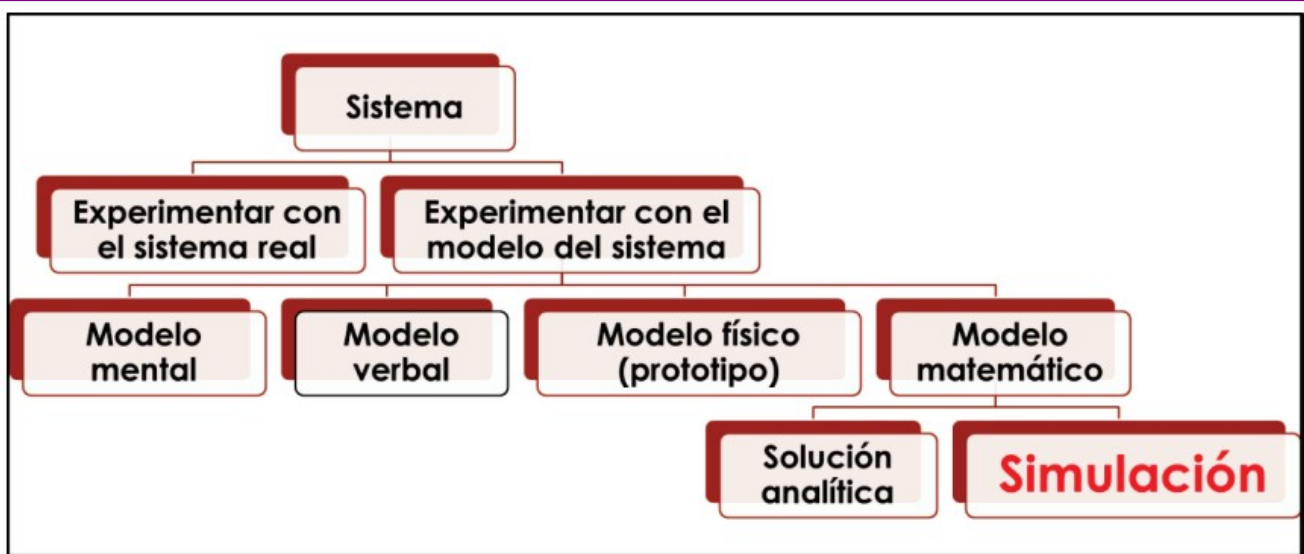 Sistema
Experimentar con
el sistema real
Experimentar con el
modelo del sistema
Modelo
mental
Modelo
verbal
Modelo físico
(prototipo)
Modelo
matemático
Solución
analítica
Simulación